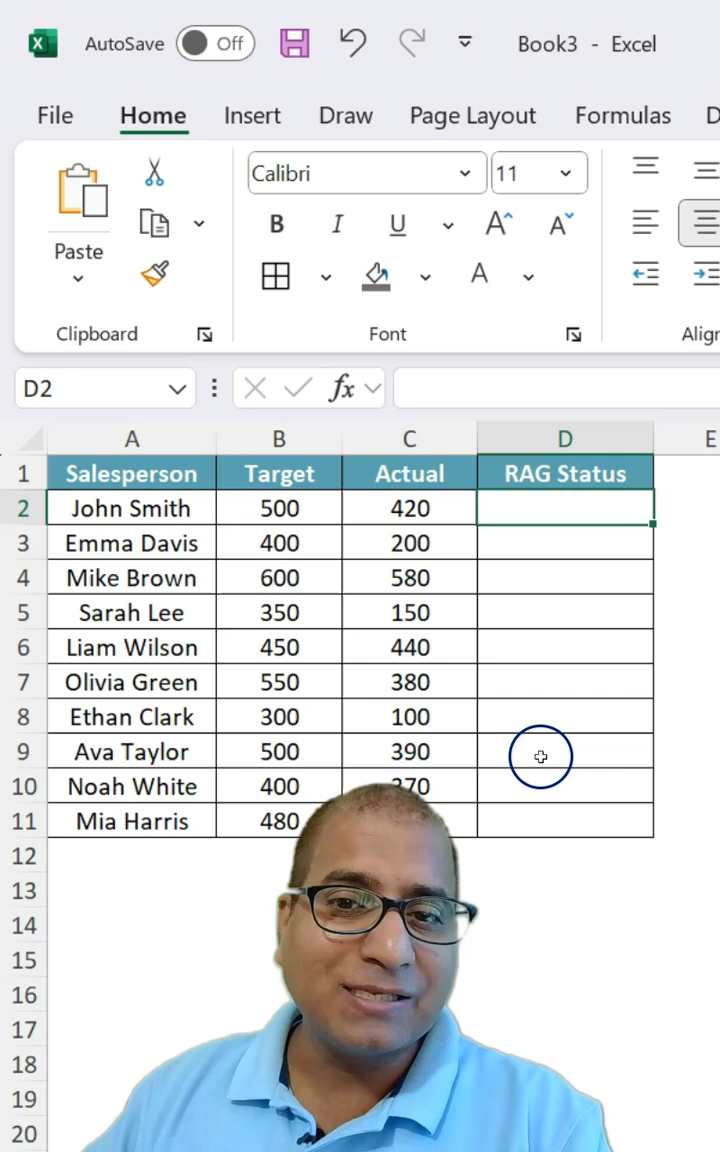 AutoSave Off Book3 - Excel
File Home Insert Draw Page Layout Formulas D
Calibri 11
Paste B I U A A
A
Clipboard Font Align
D2 fx
A B C D E
1 Salesperson Target Actual RAG Status
2 John Smith 500 420
3 Emma Davis 400 200
4 Mike Brown 600 580
5 Sarah Lee 350 150
6 Liam Wilson 450 440
7 Olivia Green 550 380
8 Ethan Clark 300 100
9 Ava Taylor 500 390
10 Noah White 400 370
11 Mia Harris 480
12
13
14
15
16
17
18
19
20